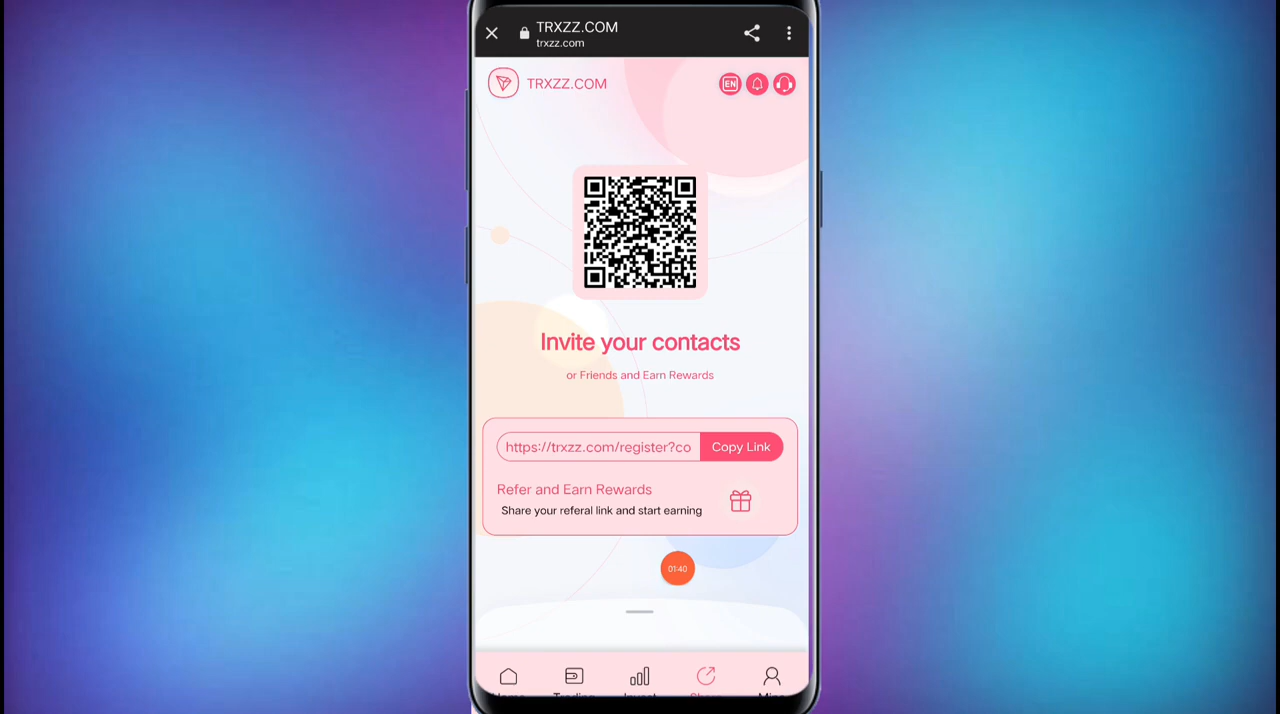 TRXZZ.COM
trxzz.com
TRXZZ.COM
EN
Invite your contacts
or Friends and Earn Rewards
https://trxzz.com/register?co
Copy Link
Refer and Earn Rewards
Share your referal link and start earning
01:40